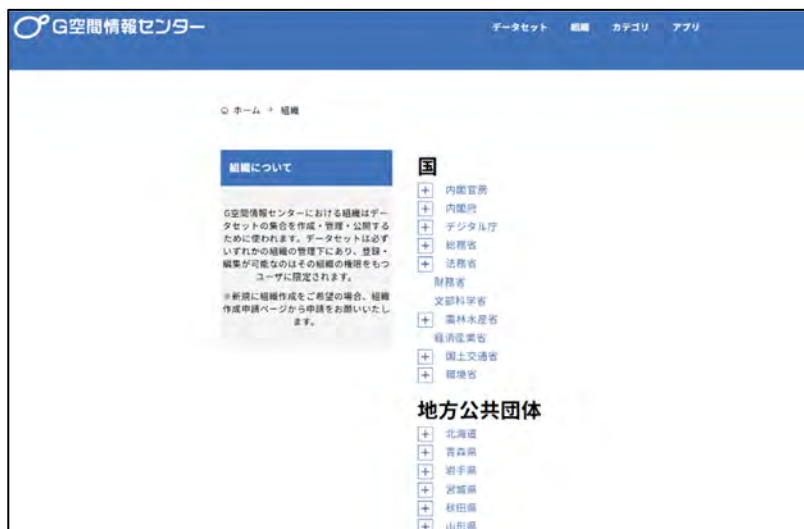 G空間情報センター
データセット 組織 カテゴリ アプリ
ホーム > 組織
組織について
G空間情報センターにおける組織はデー
タセットの集合を作成・管理・公開する
ために使われます。データセットは必ず
いずれかの組織の管理下にあり、登録・
編集が可能なのはその組織の権限をもつ
ユーザに限定されます。
※新規に組織作成をご希望の場合、組織
作成申請ページから申請をお願いいたし
ます。
国
+ 内閣官房
+ 内閣府
+ デジタル庁
+ 総務省
+ 法務省
財務省
文部科学省
+ 農林水産省
経済産業省
+ 国土交通省
+ 環境省
地方公共団体
+ 北海道
+ 青森県
+ 岩手県
+ 宮城県
+ 秋田県
+ 山形県